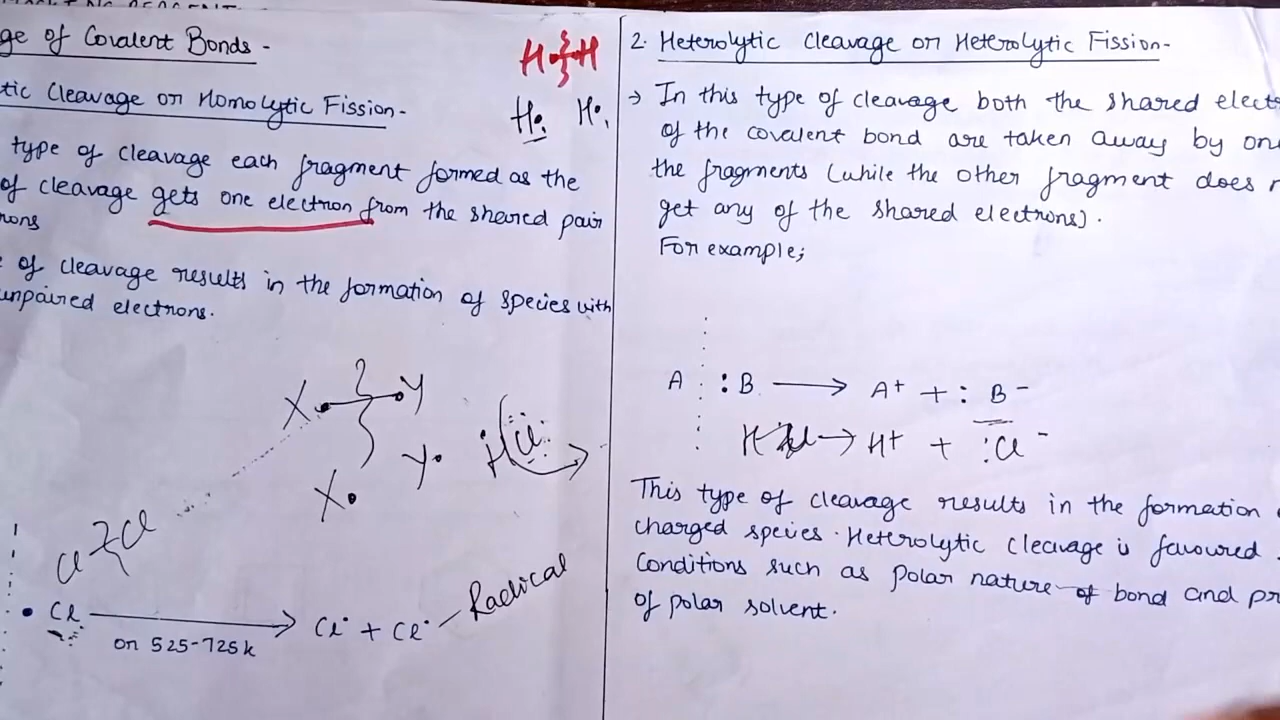 ge of Covalent Bonds -
tic Cleavage or Homolytic Fission -
type of cleavage each fragment formed as the
of cleavage gets one electron from the shared pair
rons
of cleavage results in the formation of species with
unpaired electrons.
H H
H• H•
X Y
X• Y•
H Cl
Cl Cl
• Cl ⟶ Cl• + Cl• — Radical
on 525-725k
2. Heterolytic Cleavage or Heterolytic Fission -
→ In this type of cleavage both the shared elect
of the covalent bond are taken away by on
the fragments (while the other fragment does
get any of the shared electrons).
For example;
A : B ⟶ A+ + : B-
H Cl → H+ + :Cl-
This type of cleavage results in the formation
charged species. Heterolytic cleavage is favoured
Conditions such as polar nature of bond and pr
of polar solvent.